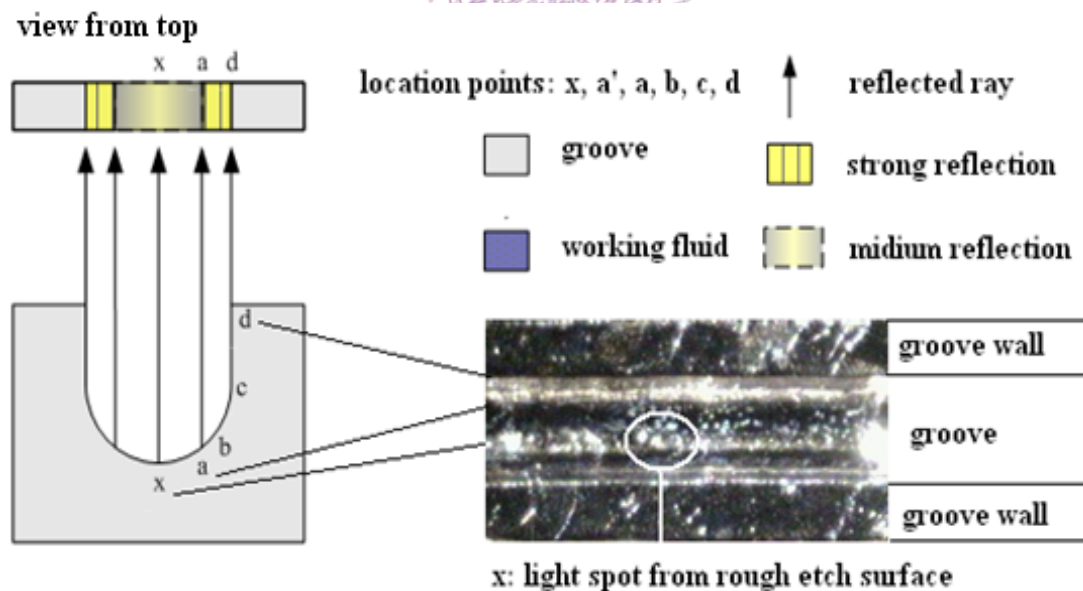 view from top
x a d
location points: x, a', a, b, c, d
reflected ray
groove
strong reflection
working fluid
midium reflection
d
c
b
a
x
groove wall
groove
groove wall
x: light spot from rough etch surface